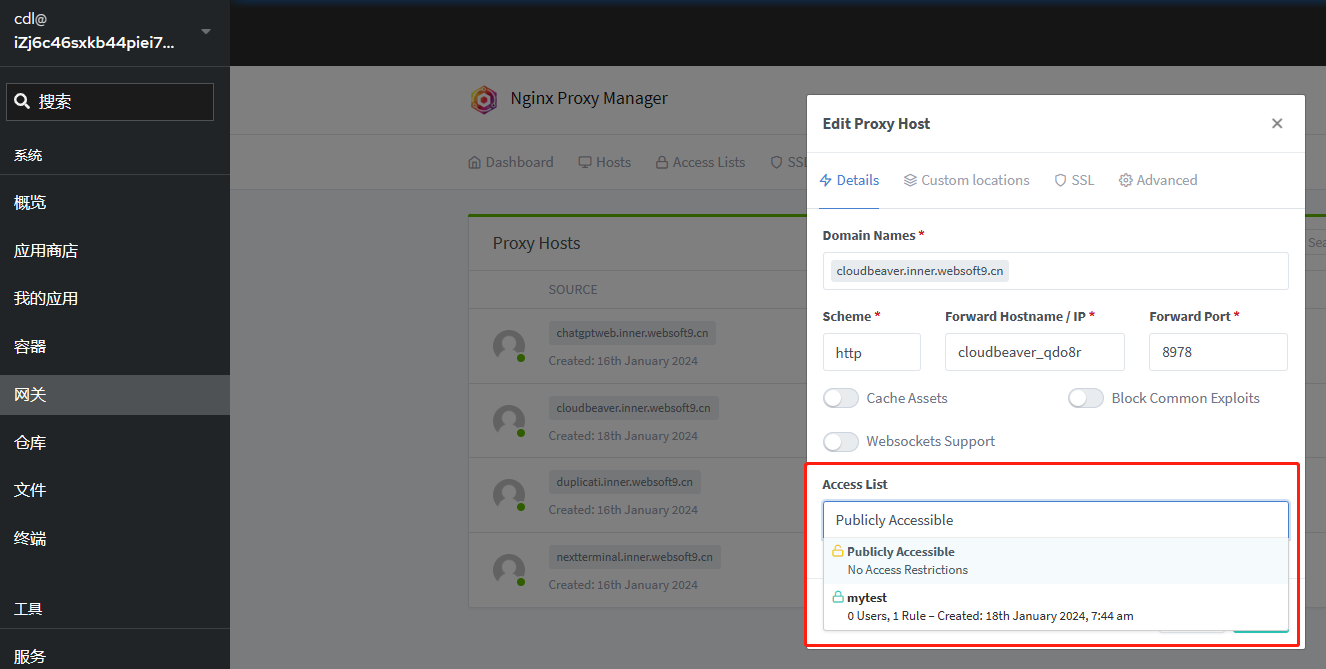 cdl@
iZj6c46sxkb44piei7...
搜索
系统
概览
应用商店
我的应用
容器
网关
仓库
文件
终端
工具
服务
Nginx Proxy Manager
Dashboard Hosts Access Lists SSL
Proxy Hosts
Sea
SOURCE
chatgptweb.inner.websoft9.cn
Created: 16th January 2024
cloudbeaver.inner.websoft9.cn
Created: 18th January 2024
duplicati.inner.websoft9.cn
Created: 16th January 2024
nextterminal.inner.websoft9.cn
Created: 16th January 2024
Edit Proxy Host
Details Custom locations SSL Advanced
Domain Names *
cloudbeaver.inner.websoft9.cn
Scheme * Forward Hostname / IP * Forward Port *
http cloudbeaver_qdo8r 8978
Cache Assets Block Common Exploits
Websockets Support
Access List
Publicly Accessible
Publicly Accessible
No Access Restrictions
mytest
0 Users, 1 Rule – Created: 18th January 2024, 7:44 am